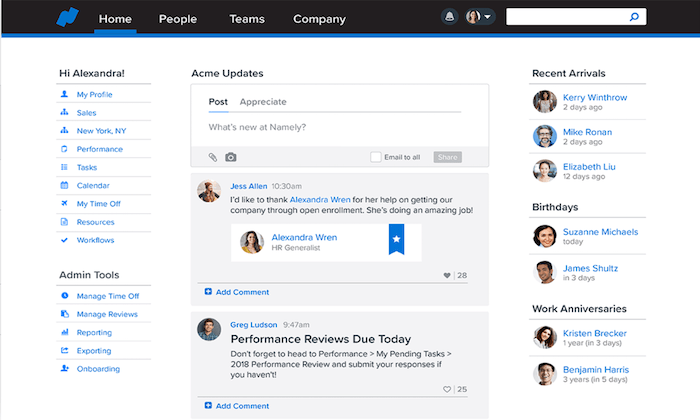 Home People Teams Company
Hi Alexandra!
My Profile
Sales
New York, NY
Performance
Tasks
Calendar
My Time Off
Resources
Workflows
Admin Tools
Manage Time Off
Manage Reviews
Reporting
Exporting
Onboarding
Acme Updates
Post Appreciate
What's new at Namely?
Email to all Share
Jess Allen 10:30am
I'd like to thank Alexandra Wren for her help on getting our
company through open enrollment. She's doing an amazing job!
Alexandra Wren
HR Generalist
28
Add Comment
Greg Ludson 9:47am
Performance Reviews Due Today
Don't forget to head to Performance > My Pending Tasks >
2018 Performance Review and submit your responses if
you haven't!
25
Add Comment
Recent Arrivals
Kerry Winthrow
2 days ago
Mike Ronan
2 days ago
Elizabeth Liu
12 days ago
Birthdays
Suzanne Michaels
today
James Shultz
in 3 days
Work Anniversaries
Kristen Brecker
1 year (in 3 days)
Benjamin Harris
3 years (in 5 days)